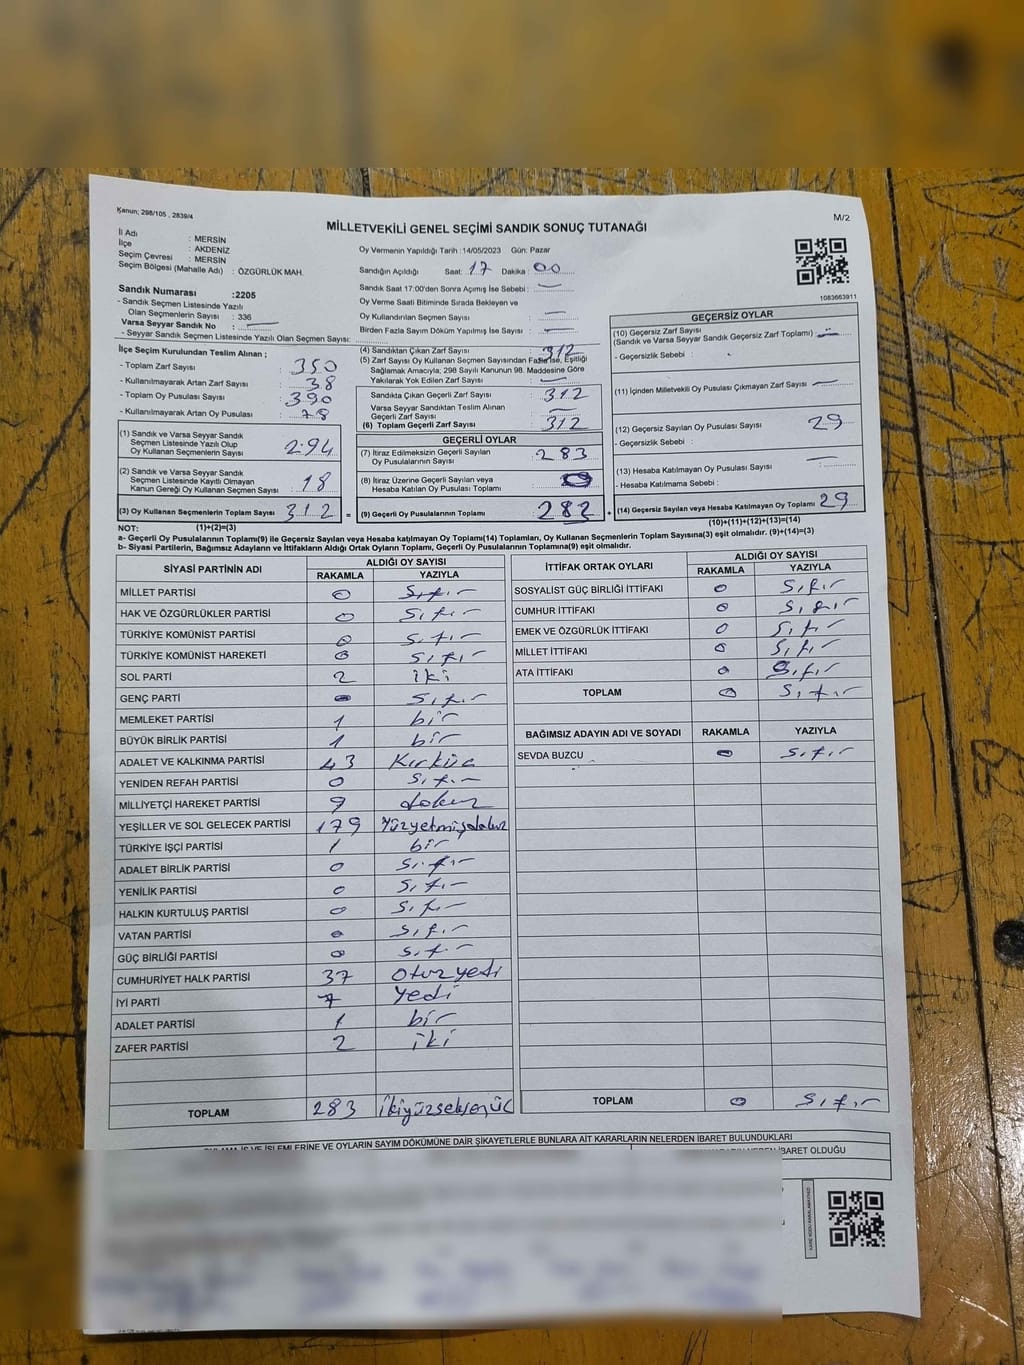 Kanun; 298/105 , 2839/4
M/2
MİLLETVEKİLİ GENEL SEÇİMİ SANDIK SONUÇ TUTANAĞI
İl Adı : MERSİN
İlçe : AKDENİZ
Seçim Çevresi : MERSİN
Seçim Bölgesi (Mahalle Adı) : ÖZGÜRLÜK MAH.
Sandık Numarası :2205
- Sandık Seçmen Listesinde Yazılı
Olan Seçmenlerin Sayısı : 336
Varsa Seyyar Sandık No :
- Seyyar Sandık Seçmen Listesinde Yazılı Olan Seçmen Sayısı:
Oy Vermenin Yapıldığı Tarih :14/05/2023 Gün: Pazar
Sandığın Açıldığı Saat: 17 Dakika : 00
Sandık Saat 17:00'den Sonra Açımış İse Sebebi : —
Oy Verme Saati Bitiminde Sırada Bekleyen ve
Oy Kullandırılan Seçmen Sayısı : —
Birden Fazla Sayım Döküm Yapılmış İse Sayısı : —
1083663911
İlçe Seçim Kurulundan Teslim Alınan ;
- Toplam Zarf Sayısı : 350
- Kullanılmayarak Artan Zarf Sayısı : 38
- Toplam Oy Pusulası Sayısı : 390
- Kullanılmayarak Artan Oy Pusulası : 78
(1) Sandık ve Varsa Seyyar Sandık
Seçmen Listesinde Yazılı Olup
Oy Kullanan Seçmenlerin Sayısı : 294
(2) Sandık ve Varsa Seyyar Sandık
Seçmen Listesinde Kayıtlı Olmayan
Kanun Gereği Oy Kullanan Seçmen Sayısı : 18
(3) Oy Kullanan Seçmenlerin Toplam Sayısı : 312 =
(4) Sandıktan Çıkan Zarf Sayısı : 312
(5) Zarf Sayısı Oy Kullanan Seçmen Sayısından Fazla İse, Eşitliği
Sağlamak Amacıyla; 298 Sayılı Kanunun 98. Maddesine Göre
Yakılarak Yok Edilen Zarf Sayısı : —
Sandıkta Çıkan Geçerli Zarf Sayısı : 312
Varsa Seyyar Sandıktan Teslim Alınan
Geçerli Zarf Sayısı : —
(6) Toplam Geçerli Zarf Sayısı : 312
GEÇERLİ OYLAR
(7) İtiraz Edilmeksizin Geçerli Sayılan
Oy Pusulalarının Sayısı : 283
(8) İtiraz Üzerine Geçerli Sayılan veya
Hesaba Katılan Oy Pusulası Toplamı :
(9) Geçerli Oy Pusulalarının Toplamı : 282 +
GEÇERSİZ OYLAR
(10) Geçersiz Zarf Sayısı
(Sandık ve Varsa Seyyar Sandık Geçersiz Zarf Toplamı) : —
- Geçersizlik Sebebi :
(11) İçinden Milletvekili Oy Pusulası Çıkmayan Zarf Sayısı : —
(12) Geçersiz Sayılan Oy Pusulası Sayısı : 29
- Geçersizlik Sebebi :
(13) Hesaba Katılmayan Oy Pusulası Sayısı : —
- Hesaba Katılmama Sebebi :
(14) Geçersiz Sayılan veya Hesaba Katılmayan Oy Toplamı : 29
NOT: (1)+(2)=(3) (10)+(11)+(12)+(13)=(14)
a- Geçerli Oy Pusulaları Toplamı(9) ile Geçersiz Sayılan veya Hesaba katılmayan Oy Toplamı(14) Toplamları, Oy Kullanan Seçmenlerin Toplam Sayısına(3) eşit olmalıdır. (9)+(14)=(3)
b- Siyasi Partilerin, Bağımsız Adayların ve İttifakların Aldığı Ortak Oyların Toplamı, Geçerli Oy Pusulalarının Toplamına(9) eşit olmalıdır.
SİYASİ PARTİNİN ADI ALDIĞI OY SAYISI
RAKAMLA YAZIYLA
MİLLET PARTİSİ 0 Sıfır
HAK VE ÖZGÜRLÜKLER PARTİSİ 0 Sıfır
TÜRKİYE KOMÜNİST PARTİSİ 0 Sıfır
TÜRKİYE KOMÜNİST HAREKETİ 0 Sıfır
SOL PARTİ 2 iki
GENÇ PARTİ 0 Sıfır
MEMLEKET PARTİSİ 1 bir
BÜYÜK BİRLİK PARTİSİ 1 bir
ADALET VE KALKINMA PARTİSİ 43 Kırküç
YENİDEN REFAH PARTİSİ 0 Sıfır
MİLLİYETÇİ HAREKET PARTİSİ 9 dokuz
YEŞİLLER VE SOL GELECEK PARTİSİ 179 Yüzyetmişdokuz
TÜRKİYE İŞÇİ PARTİSİ 1 bir
ADALET BİRLİK PARTİSİ 0 Sıfır
YENİLİK PARTİSİ 0 Sıfır
HALKIN KURTULUŞ PARTİSİ 0 Sıfır
VATAN PARTİSİ 0 Sıfır
GÜÇ BİRLİĞİ PARTİSİ 0 Sıfır
CUMHURİYET HALK PARTİSİ 37 Otuzyedi
İYİ PARTİ 7 Yedi
ADALET PARTİSİ 1 bir
ZAFER PARTİSİ 2 iki
TOPLAM 283 ikiyüzseksenüç
İTTİFAK ORTAK OYLARI ALDIĞI OY SAYISI
RAKAMLA YAZIYLA
SOSYALİST GÜÇ BİRLİĞİ İTTİFAKI 0 Sıfır
CUMHUR İTTİFAKI 0 Sıfır
EMEK VE ÖZGÜRLÜK İTTİFAKI 0 Sıfır
MİLLET İTTİFAKI 0 Sıfır
ATA İTTİFAKI 0 Sıfır
TOPLAM 0 Sıfır
BAĞIMSIZ ADAYIN ADI VE SOYADI RAKAMLA YAZIYLA
SEVDA BUZCU 0 Sıfır
TOPLAM 0 Sıfır
İŞ VE İŞLEMLERİNE VE OYLARIN SAYIM DÖKÜMÜNE DAİR ŞİKAYETLERLE BUNLARA AİT KARARLARIN NELERDEN İBARET BULUNDUKLARI
İBARET OLDUĞU